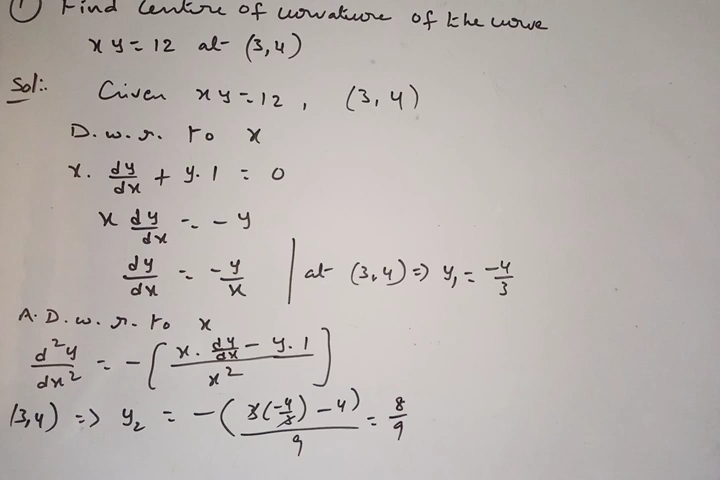 ① Find centre of curvature of the curve
xy = 12 at (3,4)
Sol:. Given xy = 12, (3,4)
D.w.r. to x
x. dy/dx + y.1 = 0
x dy/dx = -y
dy/dx = -y/x | at (3,4) => y₁ = -4/3
A.D.w.r. to x
d²y/dx² = -[(x. dy/dx - y.1)/x²]
(3,4) => y₂ = -(3(-4/3) - 4)/9 = 8/9